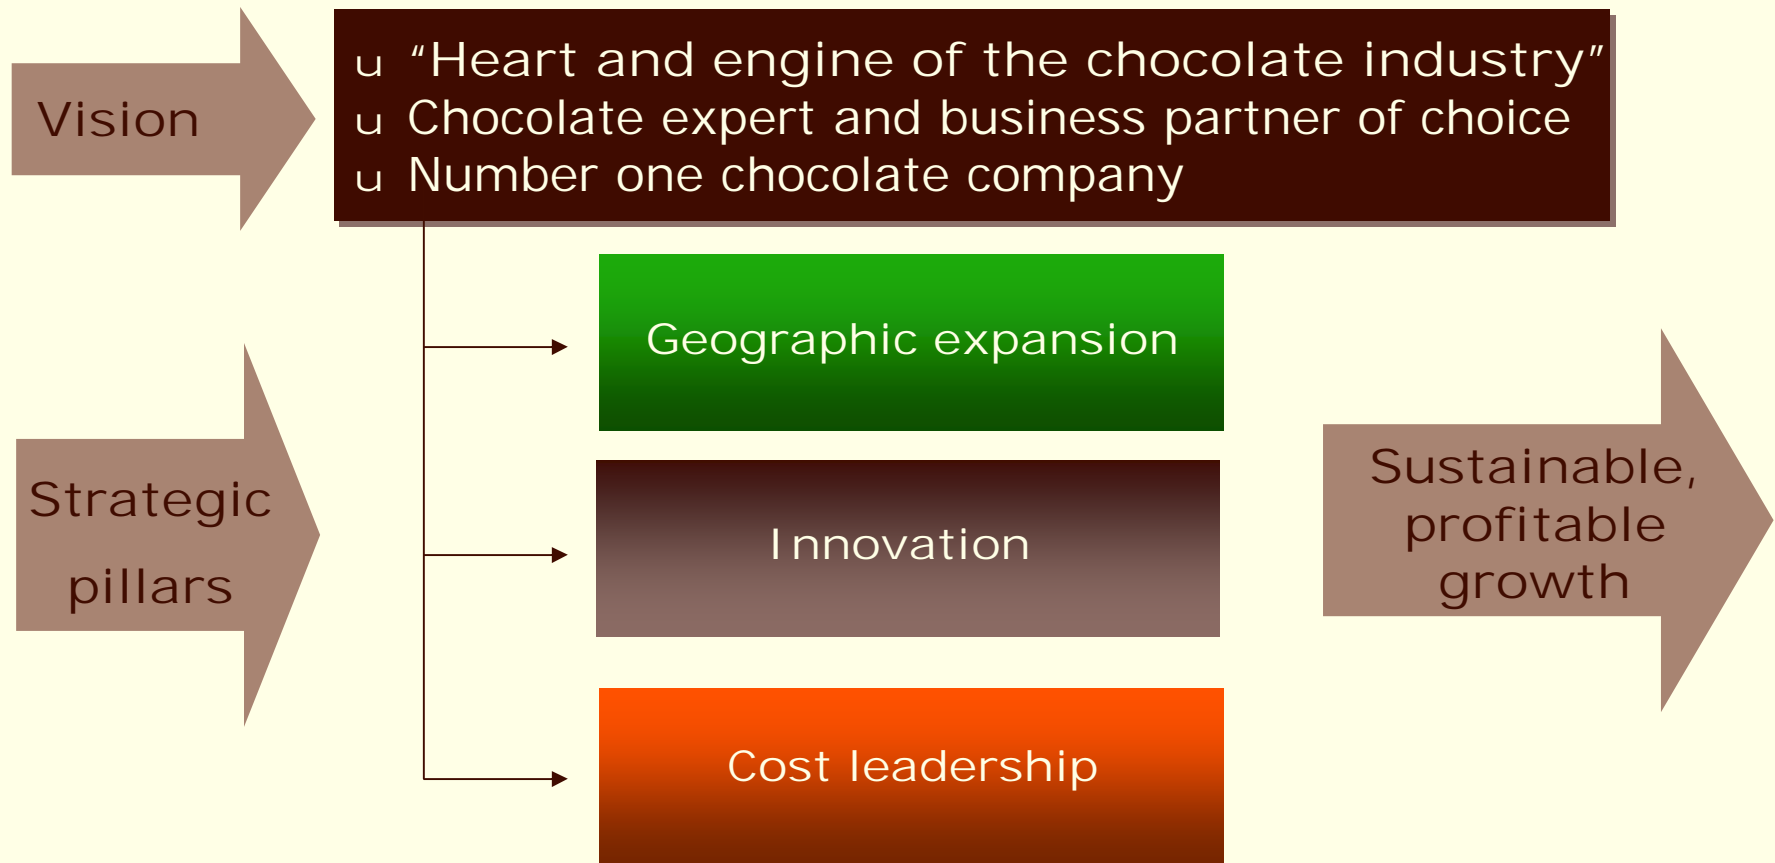 Vision
u “Heart and engine of the chocolate industry”
u Chocolate expert and business partner of choice
u Number one chocolate company
Geographic expansion
Strategic
pillars
Innovation
Sustainable,
profitable
growth
Cost leadership